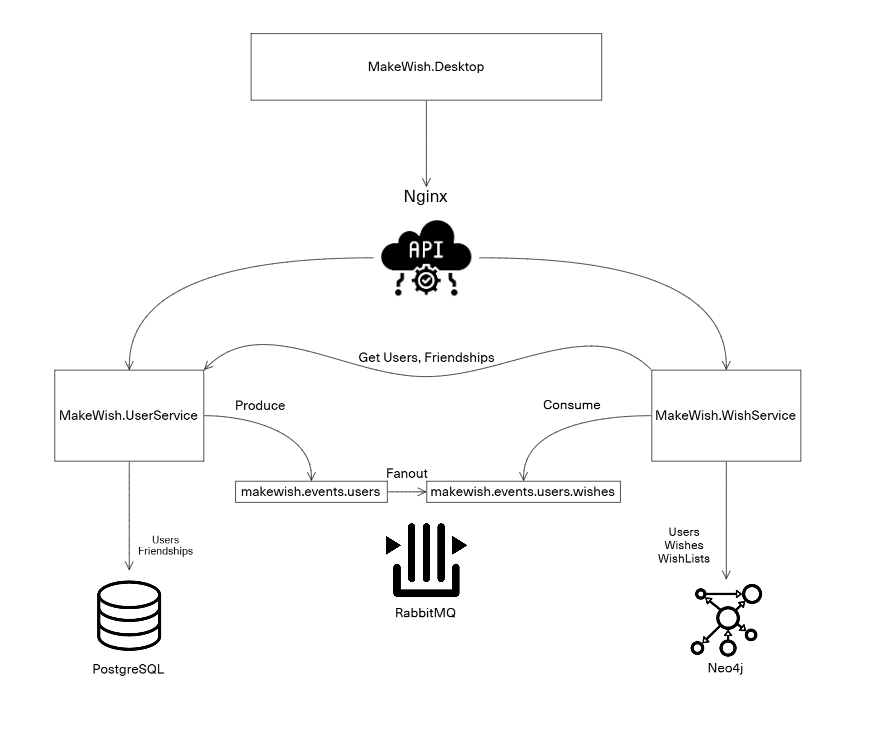 MakeWish.Desktop
Nginx
API
Get Users, Friendships
MakeWish.UserService
Produce
Consume
MakeWish.WishService
Fanout
makewish.events.users
makewish.events.users.wishes
Users
Friendships
Users
Wishes
WishLists
RabbitMQ
PostgreSQL
Neo4j